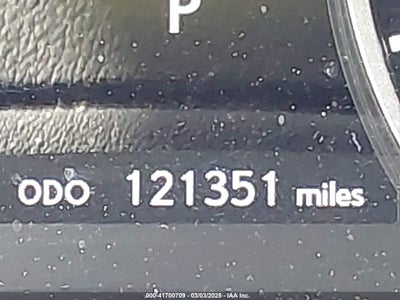 P
ODO 121351 miles
000-41700709 - 03/03/2025 - IAA Inc.